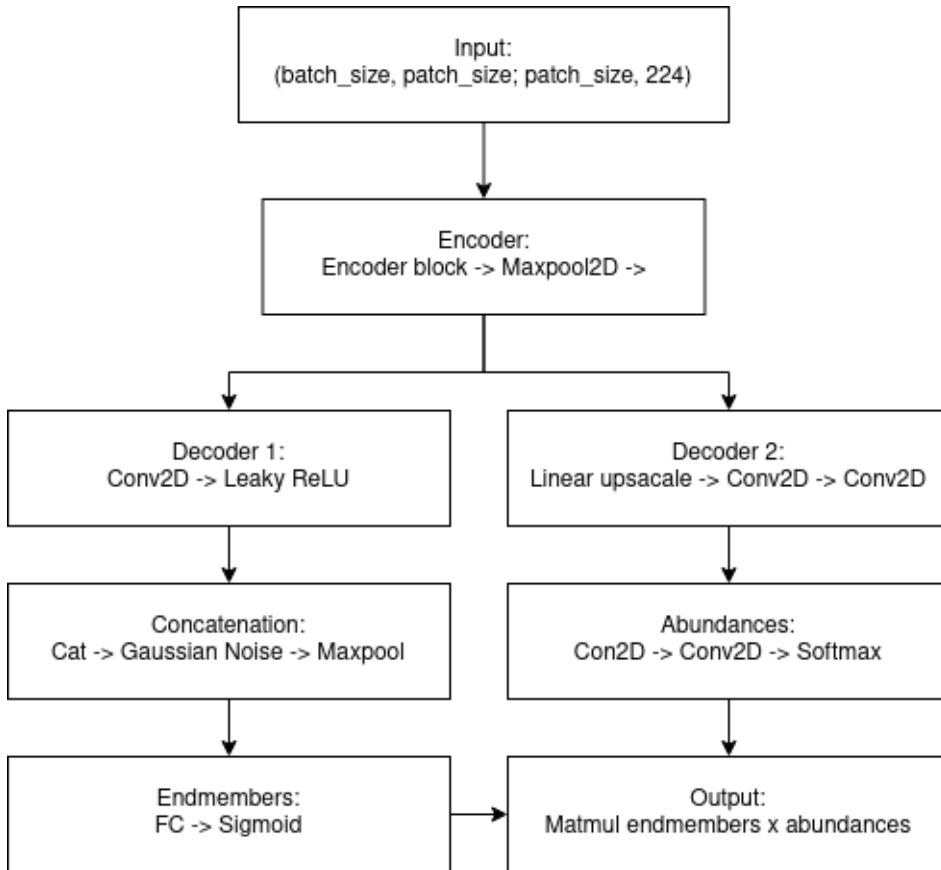 Input:
(batch_size, patch_size; patch_size, 224)
Encoder:
Encoder block -> Maxpool2D ->
Decoder 1:
Conv2D -> Leaky ReLU
Decoder 2:
Linear upsacale -> Conv2D -> Conv2D
Concatenation:
Cat -> Gaussian Noise -> Maxpool
Abundances:
Con2D -> Conv2D -> Softmax
Endmembers:
FC -> Sigmoid
Output:
Matmul endmembers x abundances